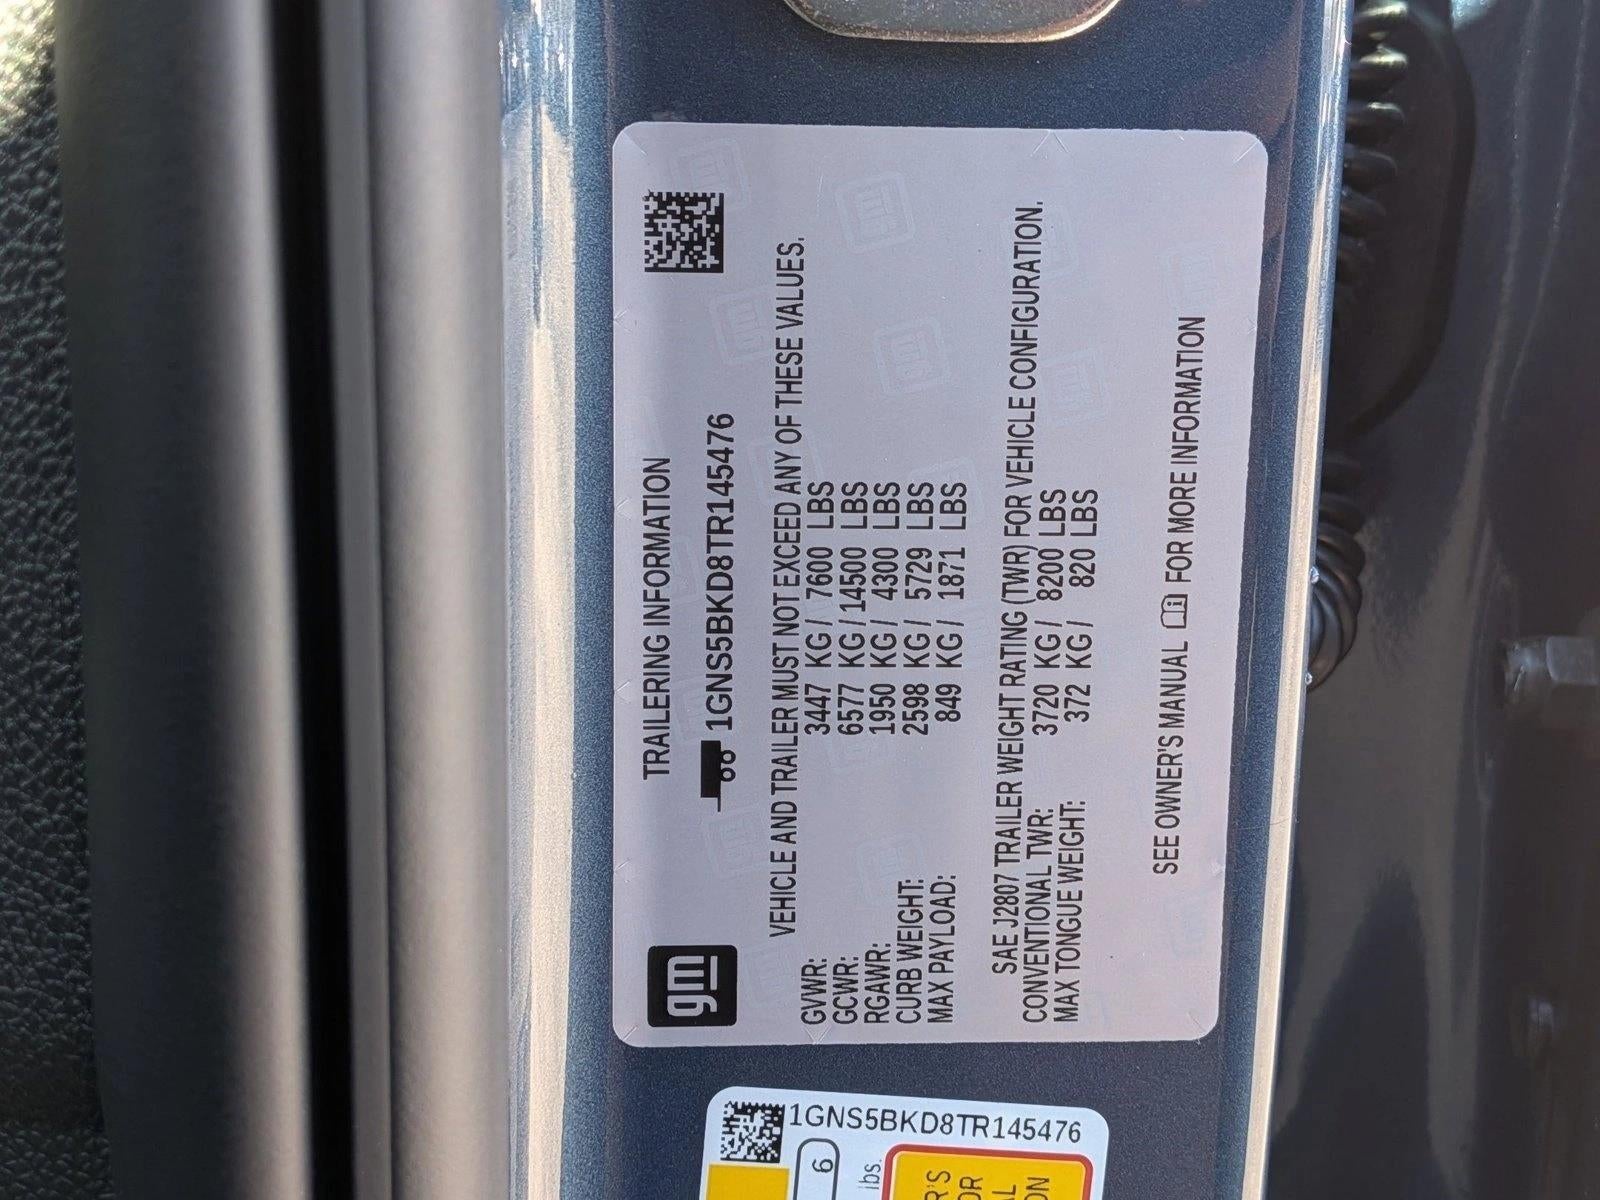 gm
TRAILERING INFORMATION
1GNS5BKD8TR145476
VEHICLE AND TRAILER MUST NOT EXCEED ANY OF THESE VALUES.
GVWR: 3447 KG / 7600 LBS
GCWR: 6577 KG / 14500 LBS
RGAWR: 1950 KG / 4300 LBS
CURB WEIGHT: 2598 KG / 5729 LBS
MAX PAYLOAD: 849 KG / 1871 LBS
SAE J2807 TRAILER WEIGHT RATING (TWR) FOR VEHICLE CONFIGURATION.
CONVENTIONAL TWR: 3720 KG / 8200 LBS
MAX TONGUE WEIGHT: 372 KG / 820 LBS
SEE OWNER'S MANUAL FOR MORE INFORMATION
1GNS5BKD8TR145476
6
lbs.